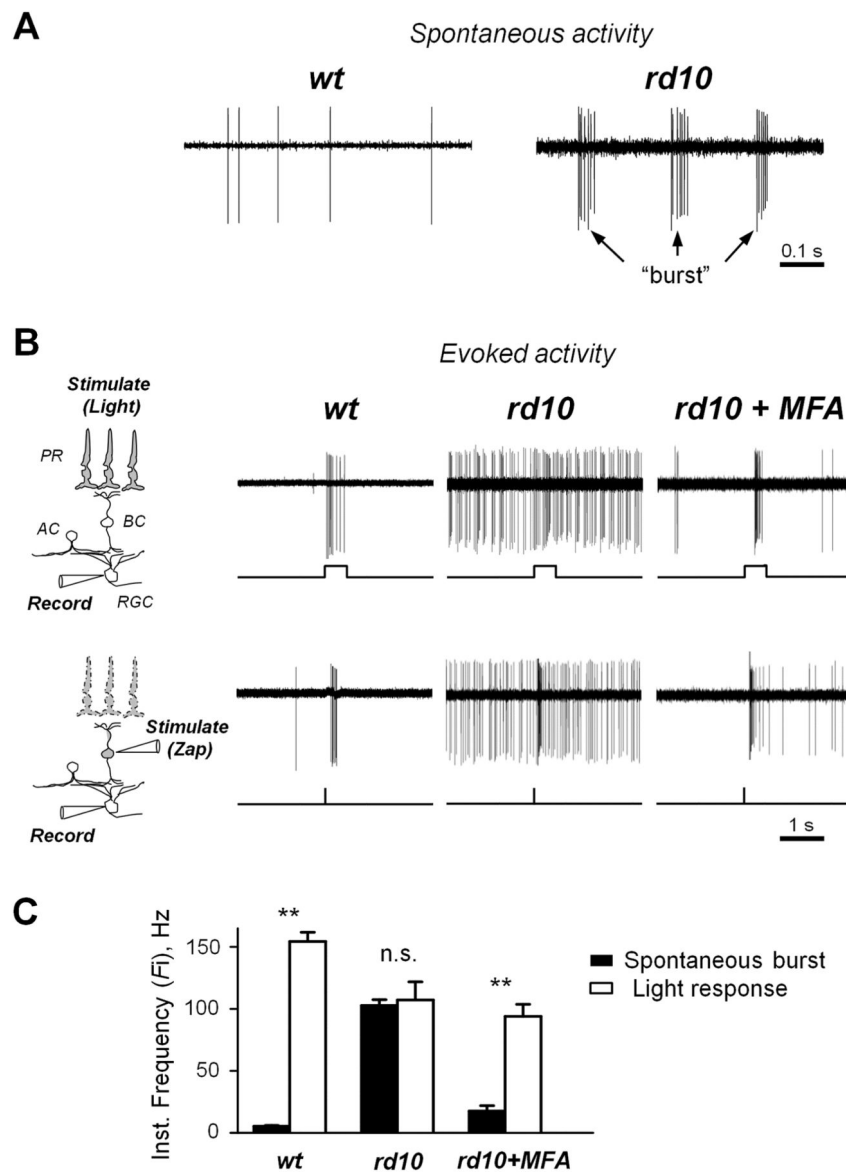 A
Spontaneous activity
wt
rd10
"burst"
0.1 s
B
Evoked activity
Stimulate
(Light)
wt
rd10
rd10 + MFA
PR
AC
BC
Record
RGC
Stimulate
(Zap)
Record
1 s
C
Inst. Frequency (Fi), Hz
150
100
50
0
**
n.s.
**
Spontaneous burst
Light response
wt
rd10
rd10+MFA